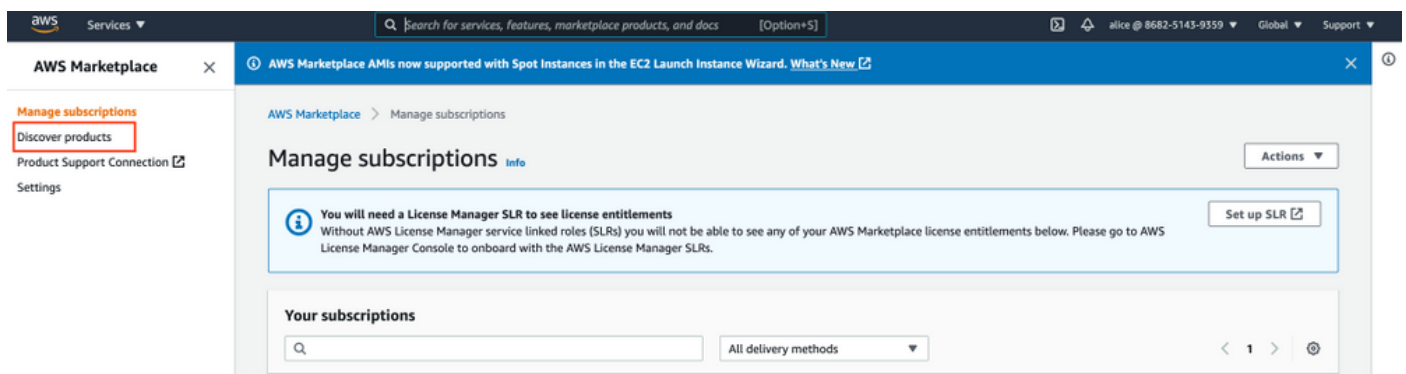 aws Services ▼ Search for services, features, marketplace products, and docs [Option+S] alice @ 8682-5143-9359 ▼ Global ▼ Support ▼
AWS Marketplace
AWS Marketplace AMIs now supported with Spot Instances in the EC2 Launch Instance Wizard. What's New
Manage subscriptions
Discover products
Product Support Connection
Settings
AWS Marketplace > Manage subscriptions
Manage subscriptions Info
Actions ▼
You will need a License Manager SLR to see license entitlements
Without AWS License Manager service linked roles (SLRs) you will not be able to see any of your AWS Marketplace license entitlements below. Please go to AWS
License Manager Console to onboard with the AWS License Manager SLRs.
Set up SLR
Your subscriptions
All delivery methods ▼
< 1 >